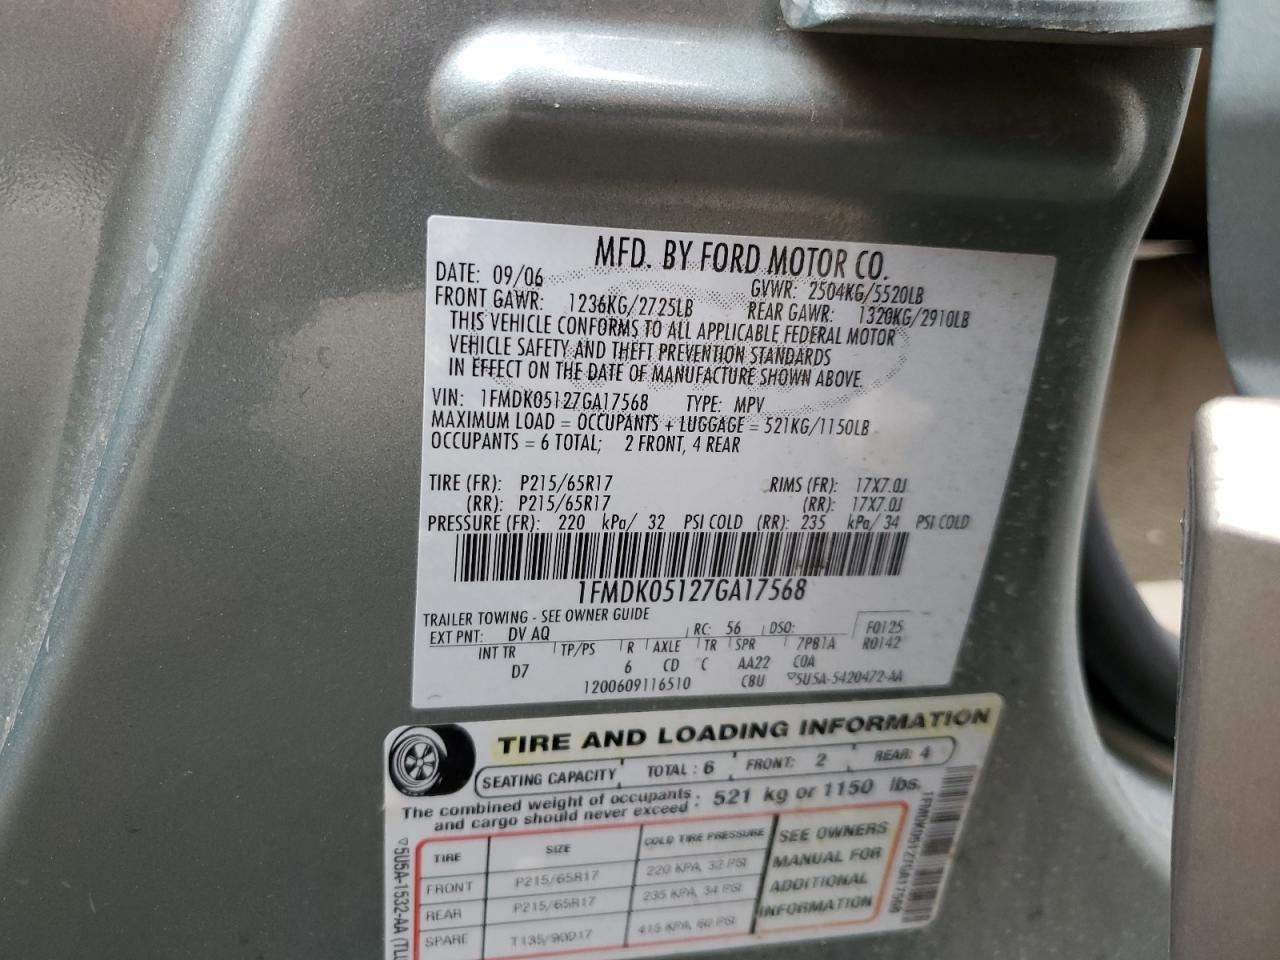 MFD. BY FORD MOTOR CO.
DATE: 09/06 GVWR: 2504KG/5520LB
FRONT GAWR: 1236KG/2725LB REAR GAWR: 1320KG/2910LB
THIS VEHICLE CONFORMS TO ALL APPLICABLE FEDERAL MOTOR
VEHICLE SAFETY AND THEFT PREVENTION STANDARDS
IN EFFECT ON THE DATE OF MANUFACTURE SHOWN ABOVE.
VIN: 1FMDK05127GA17568 TYPE: MPV
MAXIMUM LOAD = OCCUPANTS + LUGGAGE = 521KG/1150LB
OCCUPANTS = 6 TOTAL; 2 FRONT, 4 REAR
TIRE (FR): P215/65R17 RIMS (FR): 17X7.0J
(RR): P215/65R17 (RR): 17X7.0J
PRESSURE (FR): 220 kPa/ 32 PSI COLD (RR): 235 kPa/ 34 PSI COLD
1FMDK05127GA17568
TRAILER TOWING - SEE OWNER GUIDE
EXT PNT: DV AQ RC: 56 DSO: F0125
INT TR TP/PS R AXLE TR SPR 7PB1A R0142
D7 6 CD C AA22 COA
1200609116510 CBU ▽5U5A-5420472-AA
TIRE AND LOADING INFORMATION
SEATING CAPACITY TOTAL : 6 FRONT: 2 REAR: 4
The combined weight of occupants and cargo should never exceed : 521 kg or 1150 lbs.
TIRE SIZE COLD TIRE PRESSURE
FRONT P215/65R17 220 KPA, 32 PSI
REAR P215/65R17 235 KPA, 34 PSI
SPARE T135/90D17 415 KPA, 60 PSI
SEE OWNERS
MANUAL FOR
ADDITIONAL
INFORMATION
1FMDK05127GA17568
▽5U5A-1532-AA